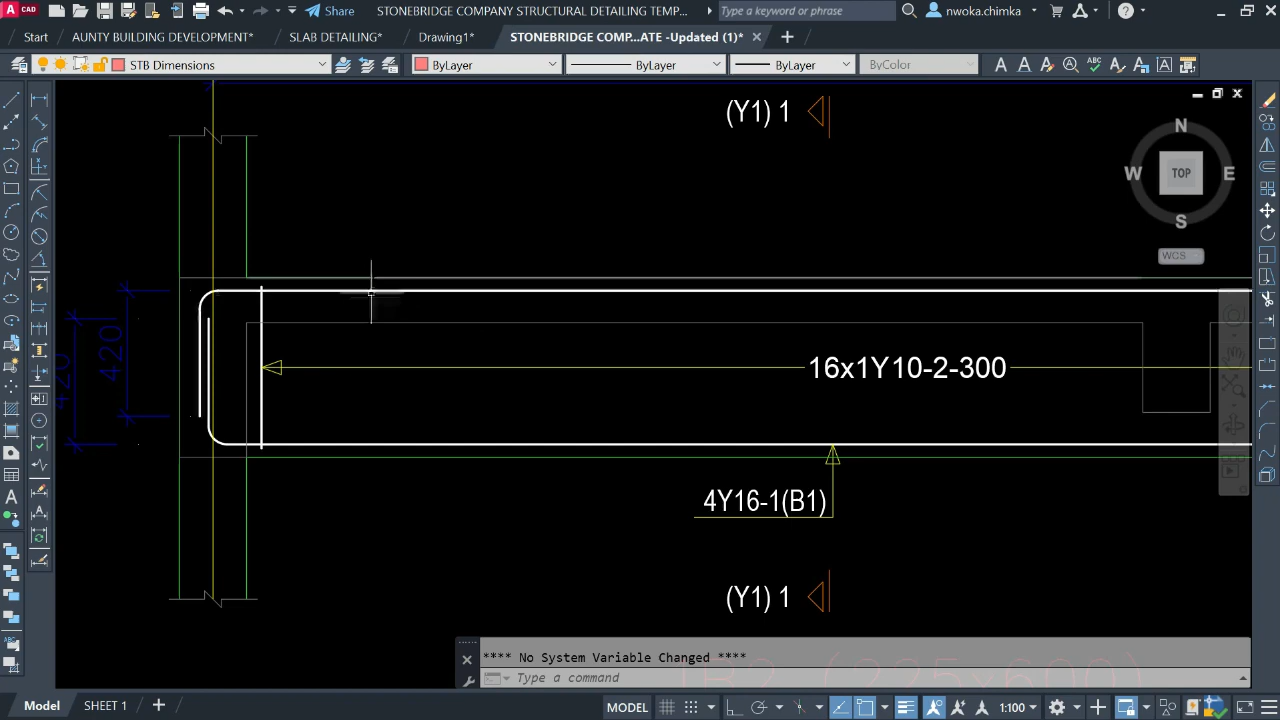 CAD
Share
STONEBRIDGE COMPANY STRUCTURAL DETAILING TEMP...
Type a keyword or phrase
nwoka.chimka
Start
AUNTY BUILDING DEVELOPMENT*
SLAB DETAILING*
Drawing1*
STONEBRIDGE COMP...ATE -Updated (1)*
STB Dimensions
ByLayer
ByLayer
ByLayer
ByColor
(Y1) 1
N
W
TOP
E
S
WCS
420
420
16x1Y10-2-300
4Y16-1(B1)
(Y1) 1
**** No System Variable Changed ****
Type a command
Model
SHEET 1
MODEL
1:100